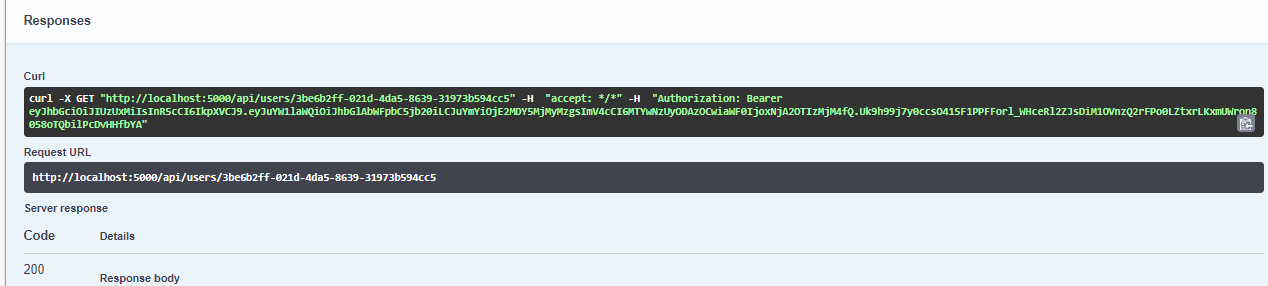 Responses
Curl
curl -X GET "http://localhost:5000/api/users/3be6b2ff-021d-4da5-8639-31973b594cc5" -H  "accept: */*" -H  "Authorization: Bearer
eyJhbGciOiJIUzUxMiIsInR5cCI6IkpXVCJ9.eyJuYW1laWQiOiJhbGlAbWFpbC5jb20iLCJuYmYiOjE2MDY5MjMyMzgsImV4cCI6MTYwNzUyODAzOCwiaWF0IjoxNjA2OTIzMjM4fQ.Uk9h99j7y0ccsO415F1PPFForl_WHceRl2ZJsDiM1OVnzQ2rFPo0LZtxrLKxmUWrop8
058oTQbilPcDvHHfbYA"
Request URL
http://localhost:5000/api/users/3be6b2ff-021d-4da5-8639-31973b594cc5
Server response
Code Details
200
Response body